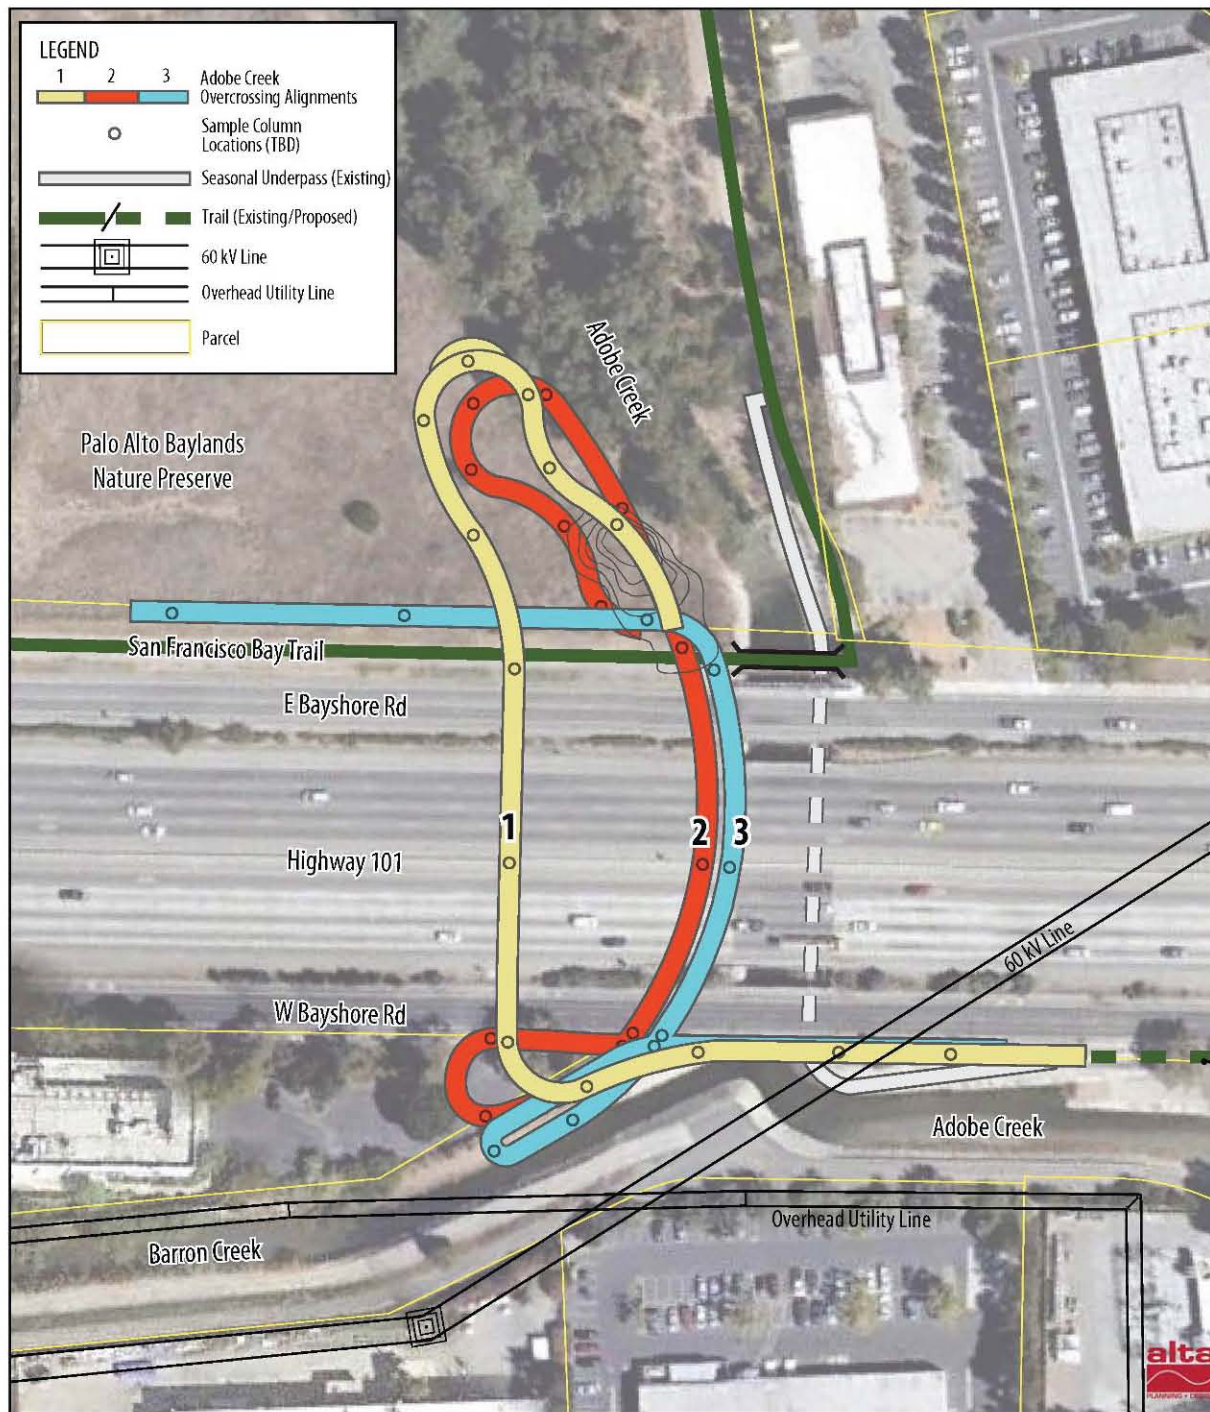 LEGEND
1 2 3
Adobe Creek
Overcrossing Alignments
Sample Column
Locations (TBD)
Seasonal Underpass (Existing)
Trail (Existing/Proposed)
60 kV Line
Overhead Utility Line
Parcel
Adobe Creek
Palo Alto Baylands
Nature Preserve
San Francisco Bay Trail
E Bayshore Rd
1
2
3
Highway 101
60 kV Line
W Bayshore Rd
Adobe Creek
Overhead Utility Line
Barron Creek
alta